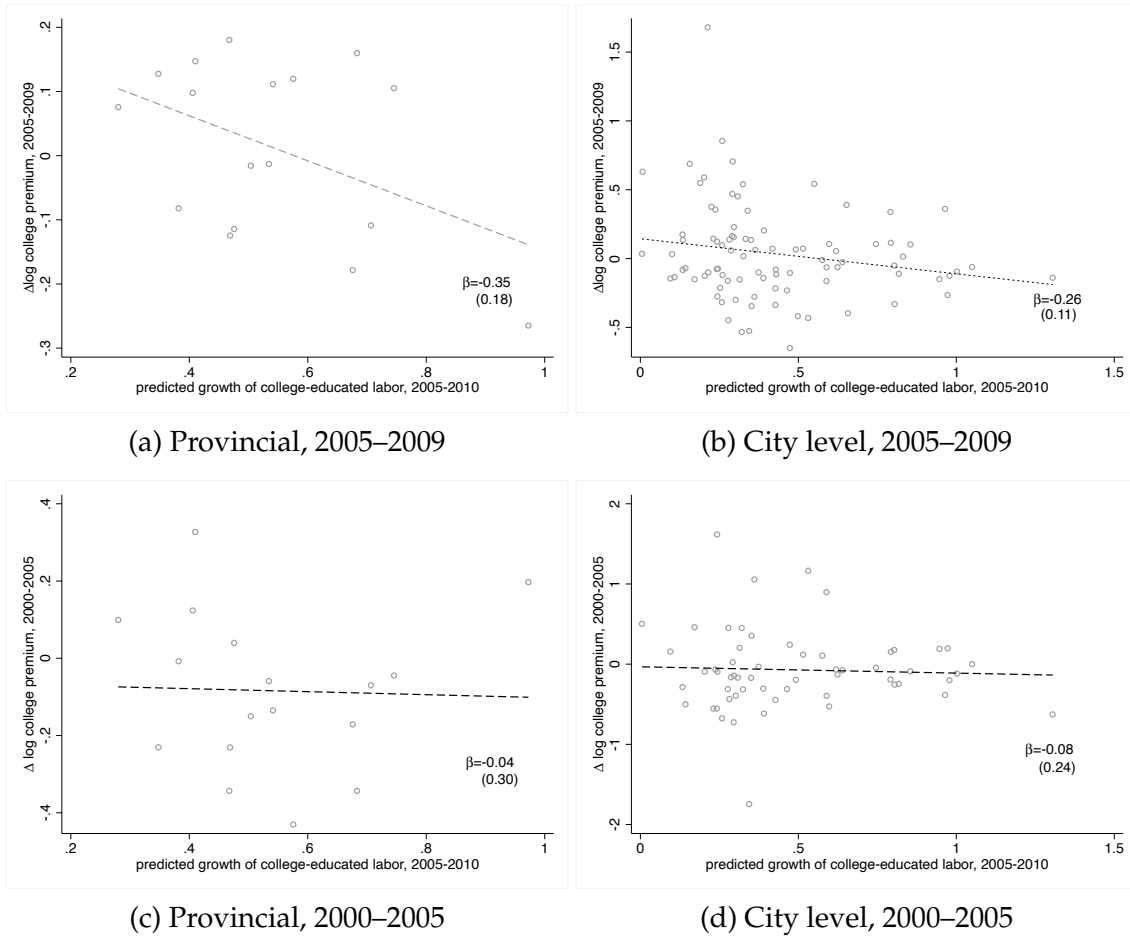 Δlog college premium, 2005-2009
.2
.1
0
-.1
-.2
-.3
β=-0.35
(0.18)
.2 .4 .6 .8 1
predicted growth of college-educated labor, 2005-2010
(a) Provincial, 2005–2009
Δlog college premium, 2005-2009
1.5
1
.5
0
-.5
β=-0.26
(0.11)
0 .5 1 1.5
predicted growth of college-educated labor, 2005-2010
(b) City level, 2005–2009
Δ log college premium, 2000-2005
.4
.2
0
-.2
-.4
β=-0.04
(0.30)
.2 .4 .6 .8 1
predicted growth of college-educated labor, 2005-2010
(c) Provincial, 2000–2005
Δ log college premium, 2000-2005
2
1
0
-1
-2
β=-0.08
(0.24)
0 .5 1 1.5
predicted growth of college-educated labor, 2005-2010
(d) City level, 2000–2005